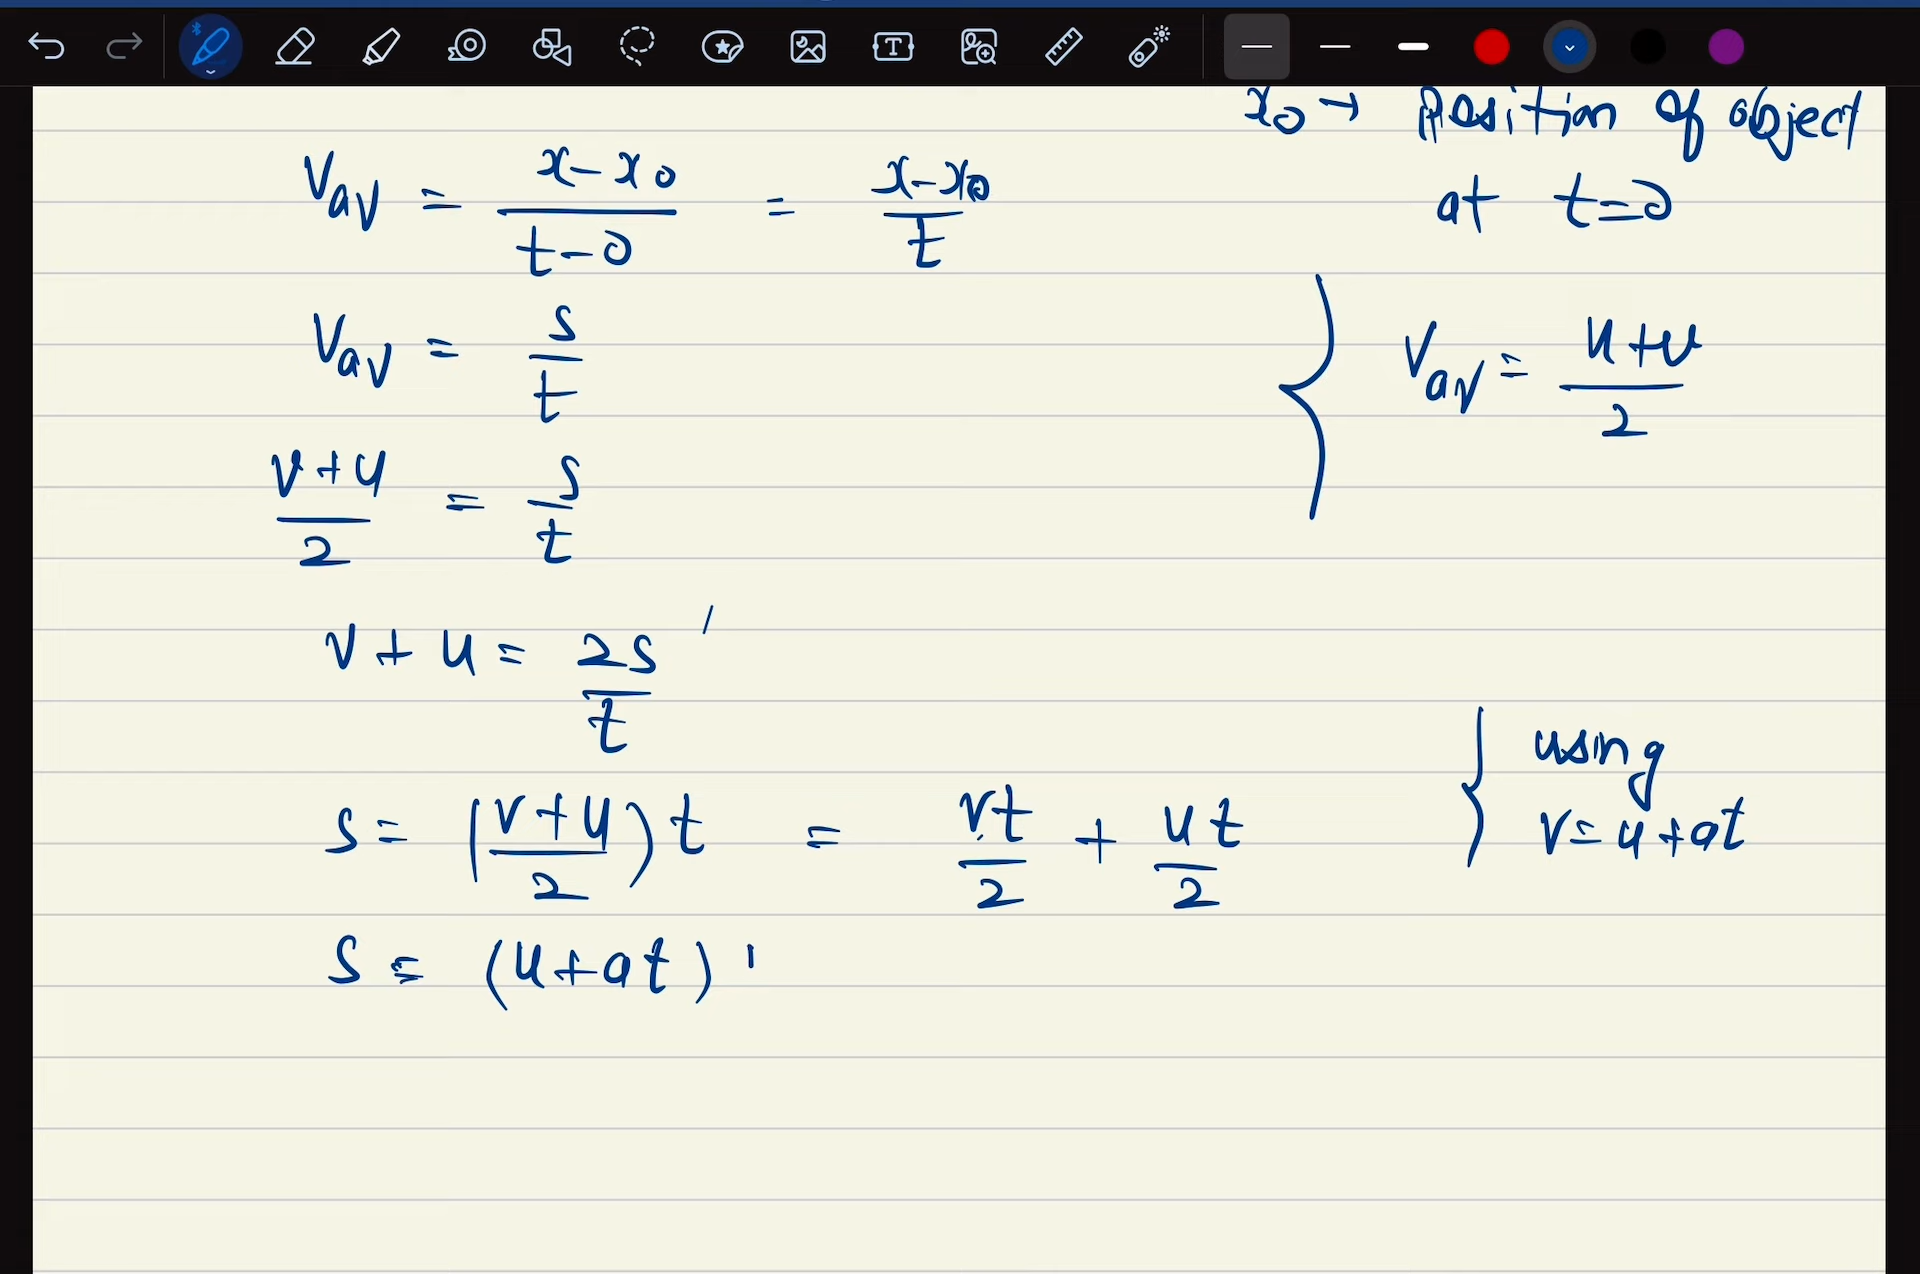 x₀ → Position of object
at t=0
Vav = (x-x₀)/(t-0) = (x-x₀)/t
Vav = s/t
Vav = (u+v)/2
(v+u)/2 = s/t
v+u = 2s/t
using
v=u+at
s = ((v+u)/2)t = vt/2 + ut/2
s = (u+at)